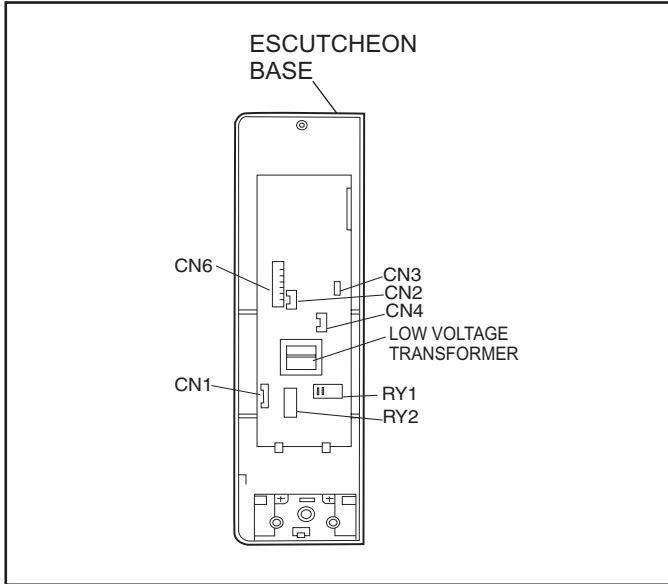 ESCUTCHEON
BASE
CN6
CN3
CN2
CN4
LOW VOLTAGE
TRANSFORMER
CN1
RY1
RY2